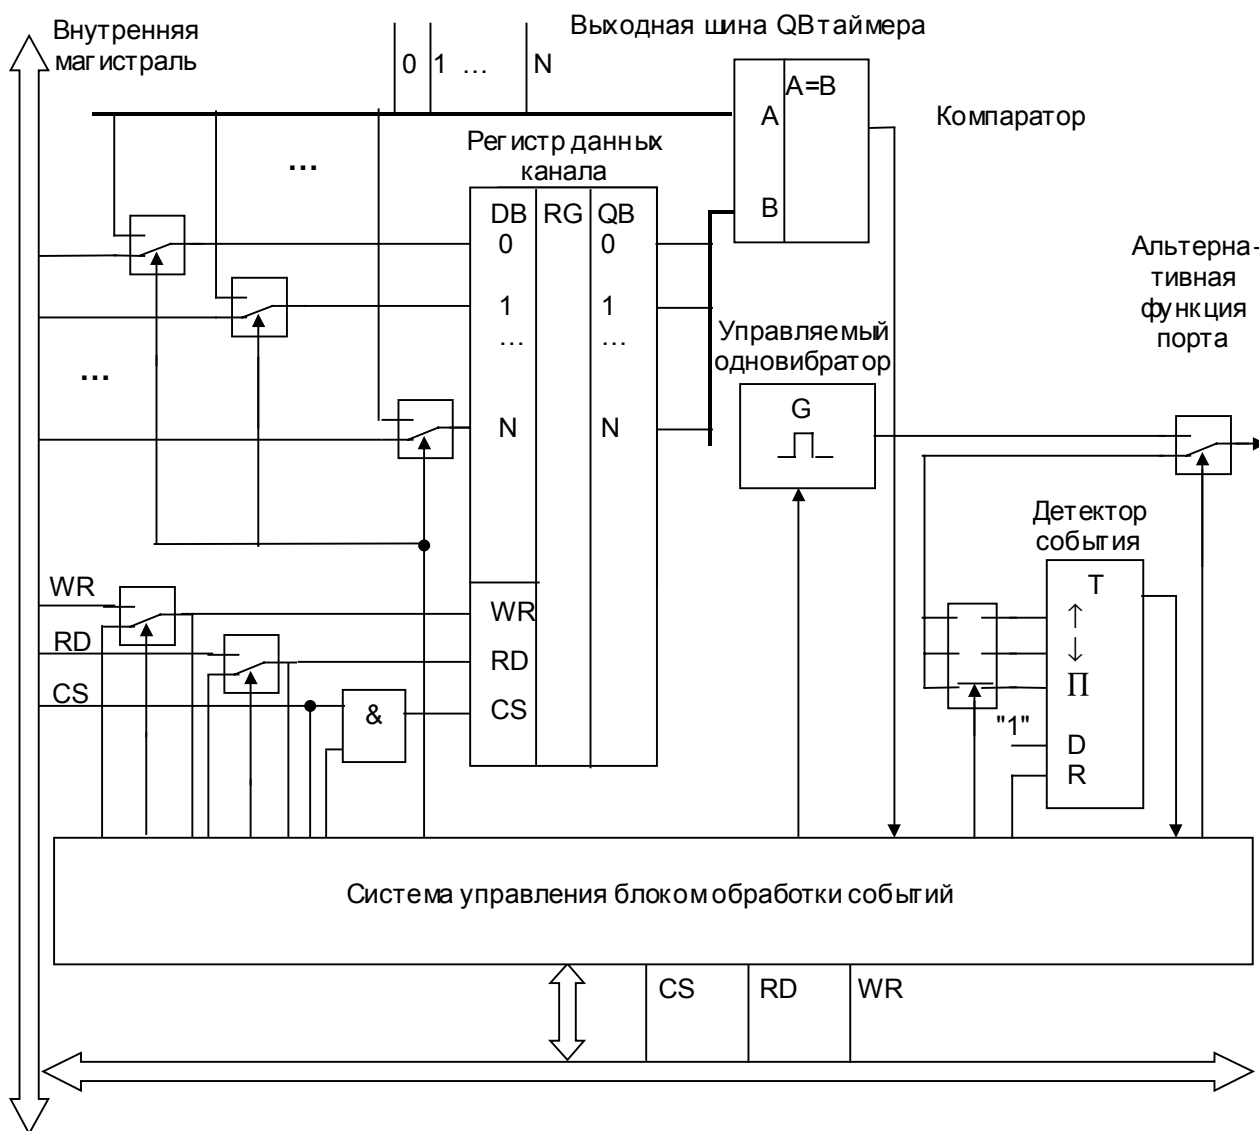 Внутренняя
магистраль
Выходная шина QB таймера
0 1 ... N
A=B
A
B
Компаратор
...
Регистр данных
канала
DB RG QB
0 0
1 1
... ...
N N
...
Альтерна-
тивная
функция
порта
Управляемый
одновибратор
G
Детектор
события
T
↑
↓
П
"1"
D
R
WR
RD
CS
&
WR
RD
CS
Система управления блоком обработки событий
CS RD WR